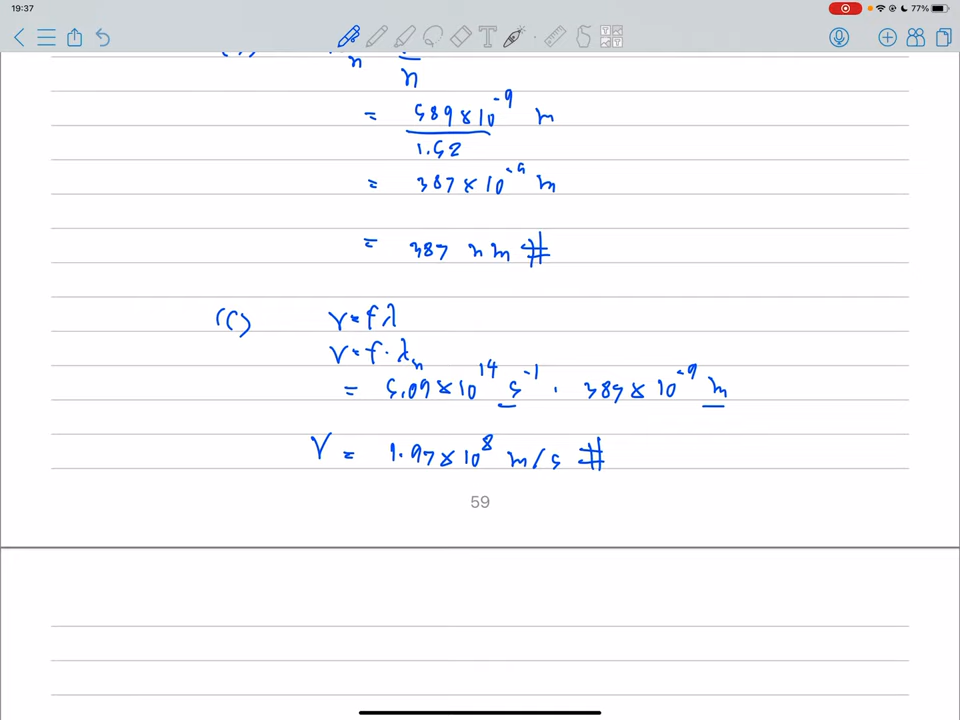 19:37
77%
n
n
= 589 × 10⁻⁹ m
1.52
= 387 × 10⁻⁹ m
= 387 nm #
(c) v = fλ
v = f · λₙ
= 5.09 × 10¹⁴ s⁻¹ · 387 × 10⁻⁹ m
V = 1.97 × 10⁸ m/s #
59